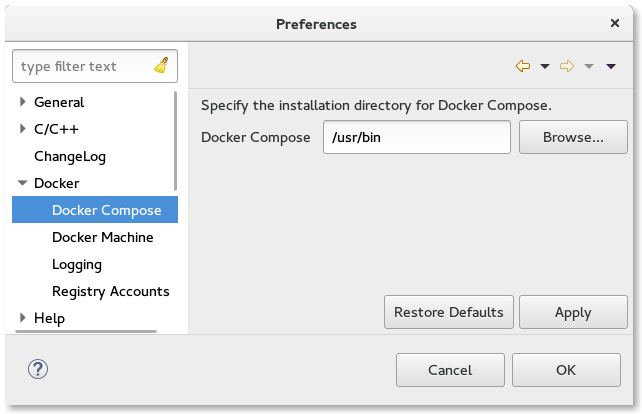 Preferences
type filter text
General
C/C++
ChangeLog
Docker
Docker Compose
Docker Machine
Logging
Registry Accounts
Help
Specify the installation directory for Docker Compose.
Docker Compose /usr/bin Browse...
Restore Defaults Apply
? Cancel OK